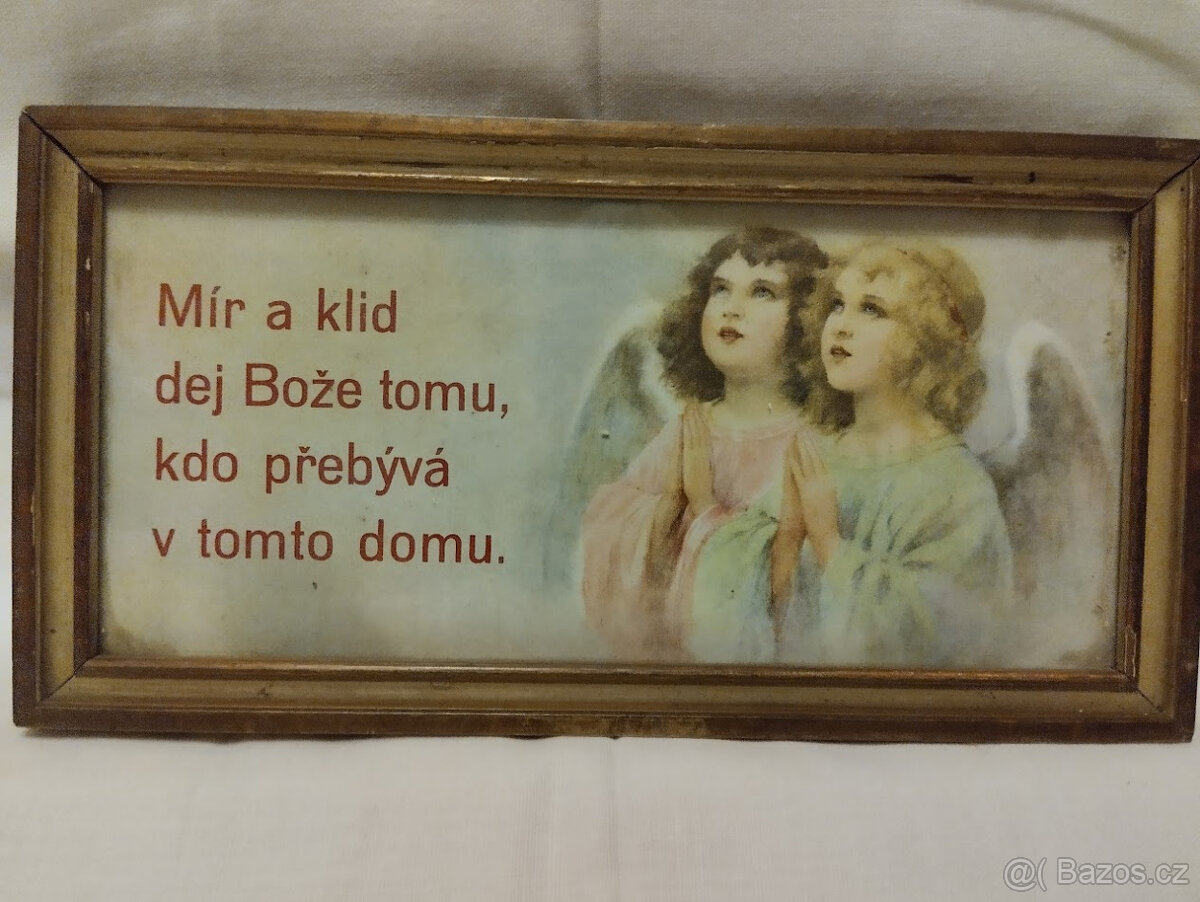 Mír a klid
dej Bože tomu,
kdo přebývá
v tomto domu.
@( Bazos.cz